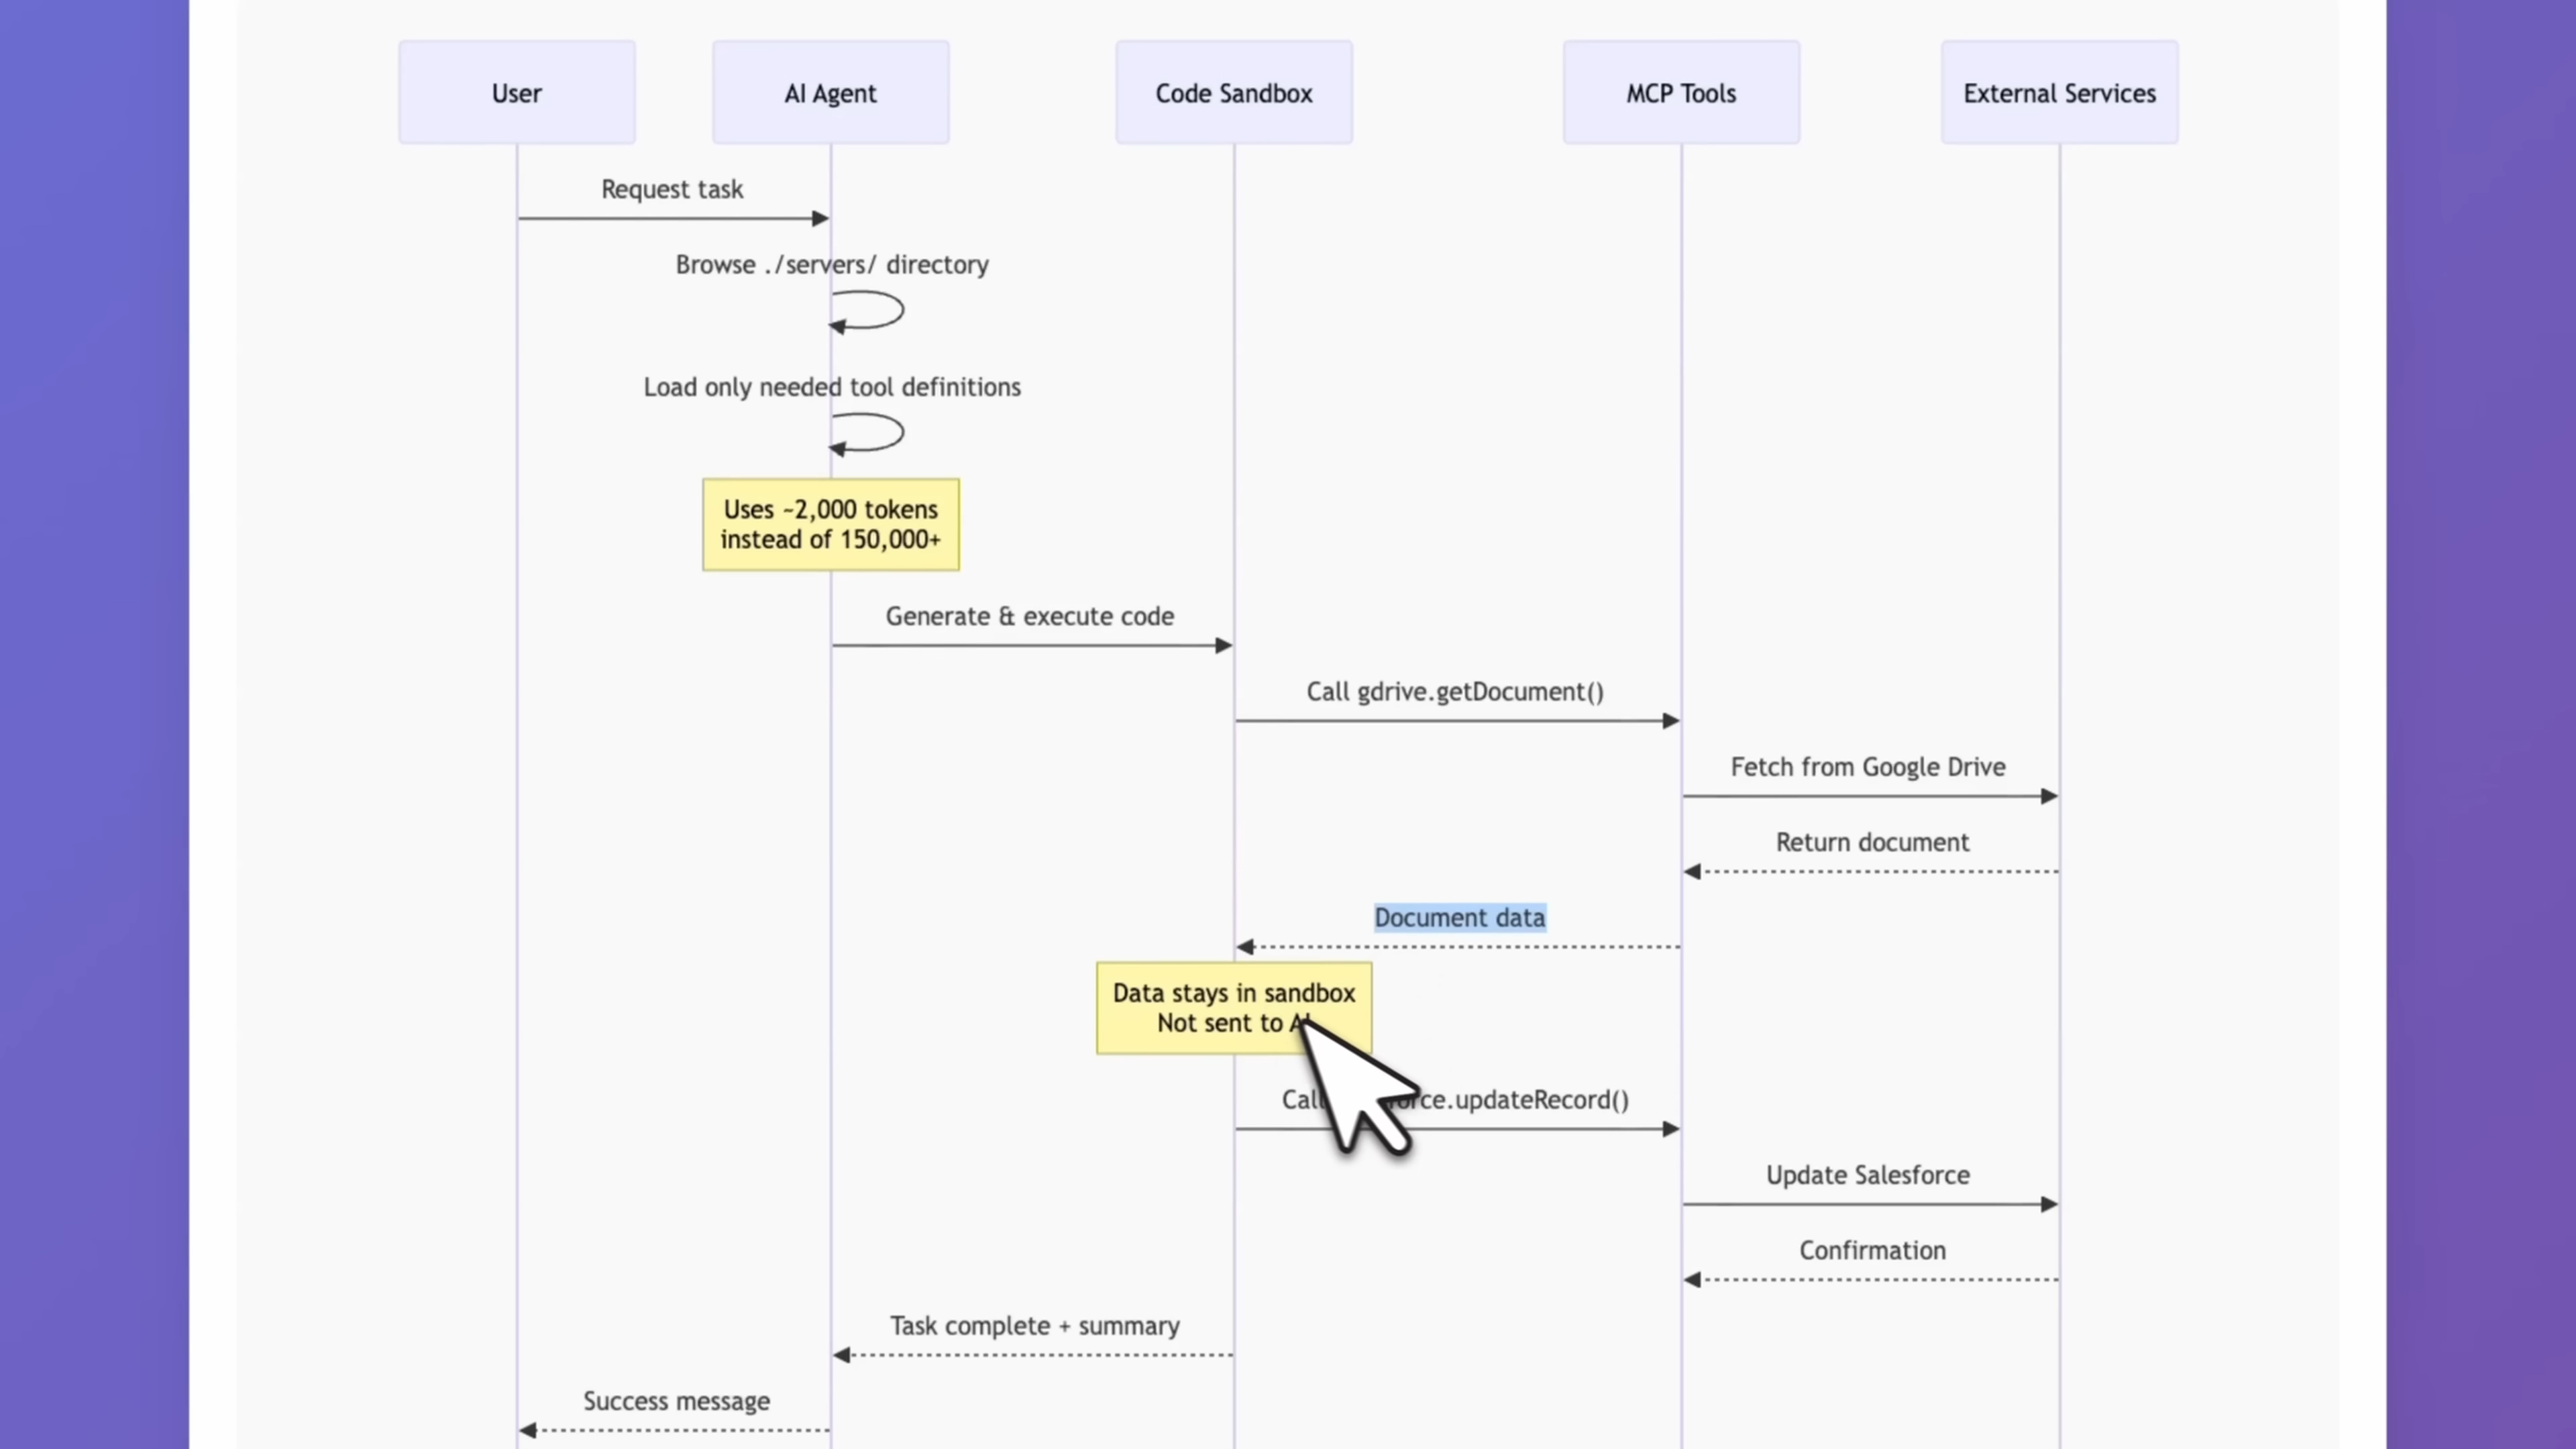 User
AI Agent
Code Sandbox
MCP Tools
External Services
Request task
Browse ./servers/ directory
Load only needed tool definitions
Uses ~2,000 tokens
instead of 150,000+
Generate & execute code
Call gdrive.getDocument()
Fetch from Google Drive
Return document
Document data
Data stays in sandbox
Not sent to AI
Call
Update Salesforce
Confirmation
Task complete + summary
Success message